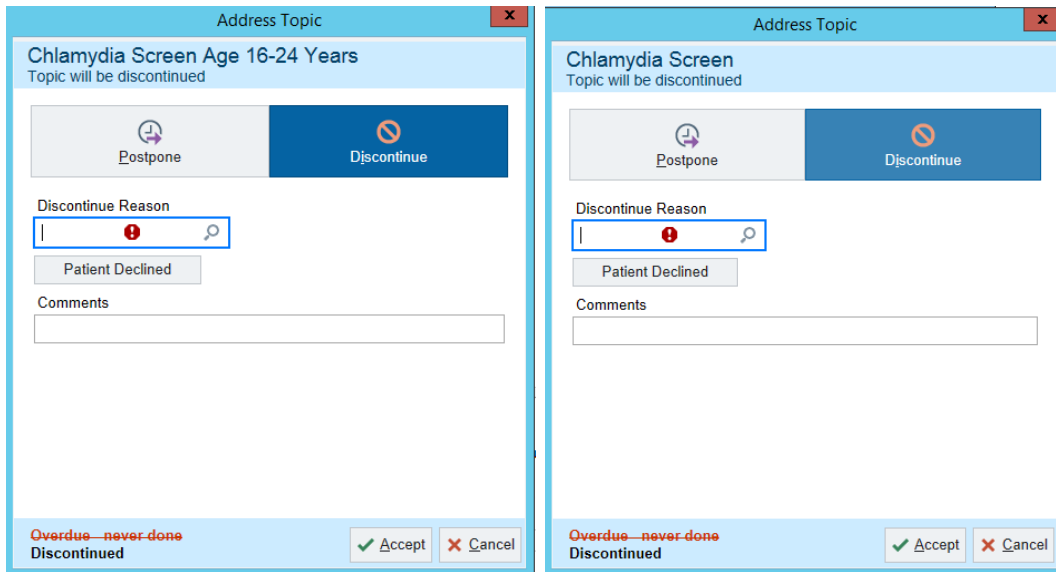 Address Topic
x
Chlamydia Screen Age 16-24 Years
Topic will be discontinued
Postpone
Discontinue
Discontinue Reason
Patient Declined
Comments
Overdue - never done
Discontinued
Accept
Cancel
Address Topic
x
Chlamydia Screen
Topic will be discontinued
Postpone
Discontinue
Discontinue Reason
Patient Declined
Comments
Overdue - never done
Discontinued
Accept
Cancel